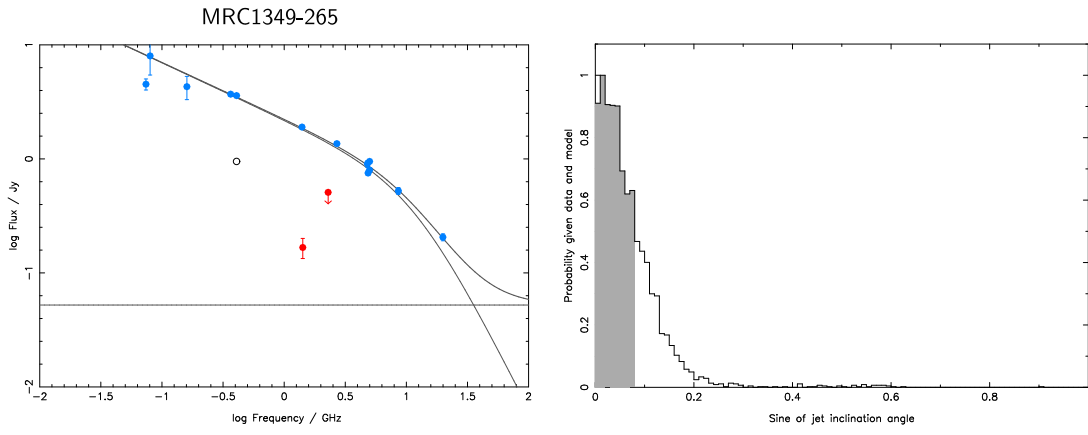 MRC1349-265
log Flux / Jy
1
0
−1
−2
−2 −1.5 −1 −0.5 0 0.5 1 1.5 2
log Frequency / GHz
Probability given data and model
1
0.8
0.6
0.4
0.2
0
0 0.2 0.4 0.6 0.8
Sine of jet inclination angle